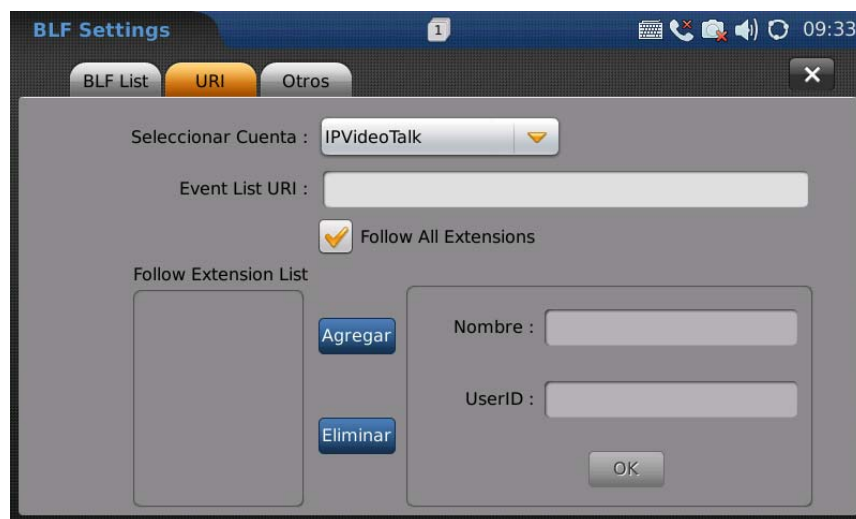 BLF Settings 1 09:33
BLF List URI Otros
Seleccionar Cuenta : IPVideoTalk
Event List URI :
Follow All Extensions
Follow Extension List
Nombre :
Agregar
UserID :
Eliminar
OK